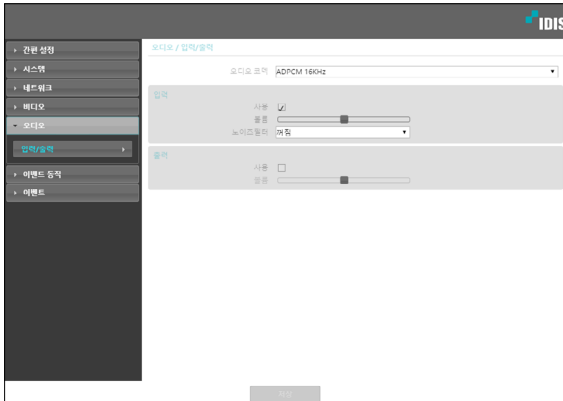 IDIS
간편 설정
시스템
네트워크
비디오
오디오
입력/출력
이벤트 동작
이벤트
오디오 / 입력/출력
오디오 코덱 ADPCM 16KHz
입력
사용
볼륨
노이즈필터 꺼짐
출력
사용
볼륨
저장